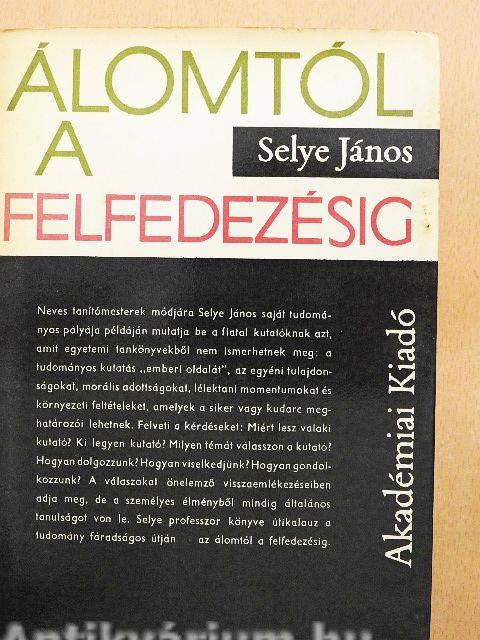 ÁLOMTÓL
A
Selye János
FELFEDEZÉSIG
Neves tanítómesterek módjára Selye János saját tudomá-
nyos pályája példáján mutatja be a fiatal kutatóknak azt,
amit egyetemi tankönyvekből nem ismerhetnek meg: a
tudományos kutatás „emberi oldalát”, az egyéni tulajdon-
ságokat, morális adottságokat, lélektani momentumokat és
környezeti feltételeket, amelyek a siker vagy kudarc meg-
határozói lehetnek. Felveti a kérdéseket: Miért lesz valaki
kutató? Ki legyen kutató? Milyen témát válasszon a kutató?
Hogyan dolgozzunk? Hogyan viselkedjünk? Hogyan gondol-
kozzunk? A válaszokat önelemző visszaemlékezéseiben
adja meg, de a személyes élményből mindig általános
tanulságot von le. Selye professzor könyve útikalauz a
tudomány fáradságos útján az álomtól a felfedezésig.
Akadémiai Kiadó
Antikvárium.hu